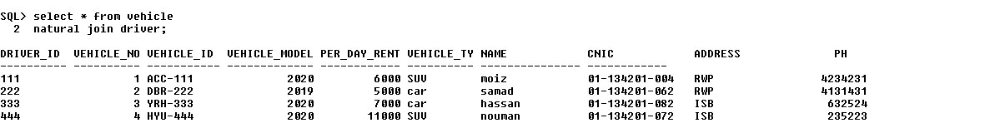 SQL> select * from vehicle
  2  natural join driver;
DRIVER_ID  VEHICLE_NO VEHICLE_ID  VEHICLE_MODEL PER_DAY_RENT VEHICLE_TY NAME            CNIC            ADDRESS              PH
---------- ---------- ----------- ------------- ------------ ---------- --------------- ------------    ---------- ----------
111                 1 ACC-111              2020         6000 SUV        moiz            01-134201-004   RWP             4234231
222                 2 DBR-222              2019         5000 car        samad           01-134201-062   RWP             4131431
333                 3 YRH-333              2020         7000 car        hassan          01-134201-082   ISB              632524
444                 4 HYU-444              2020        11000 SUV        nouman          01-134201-072   ISB              235223